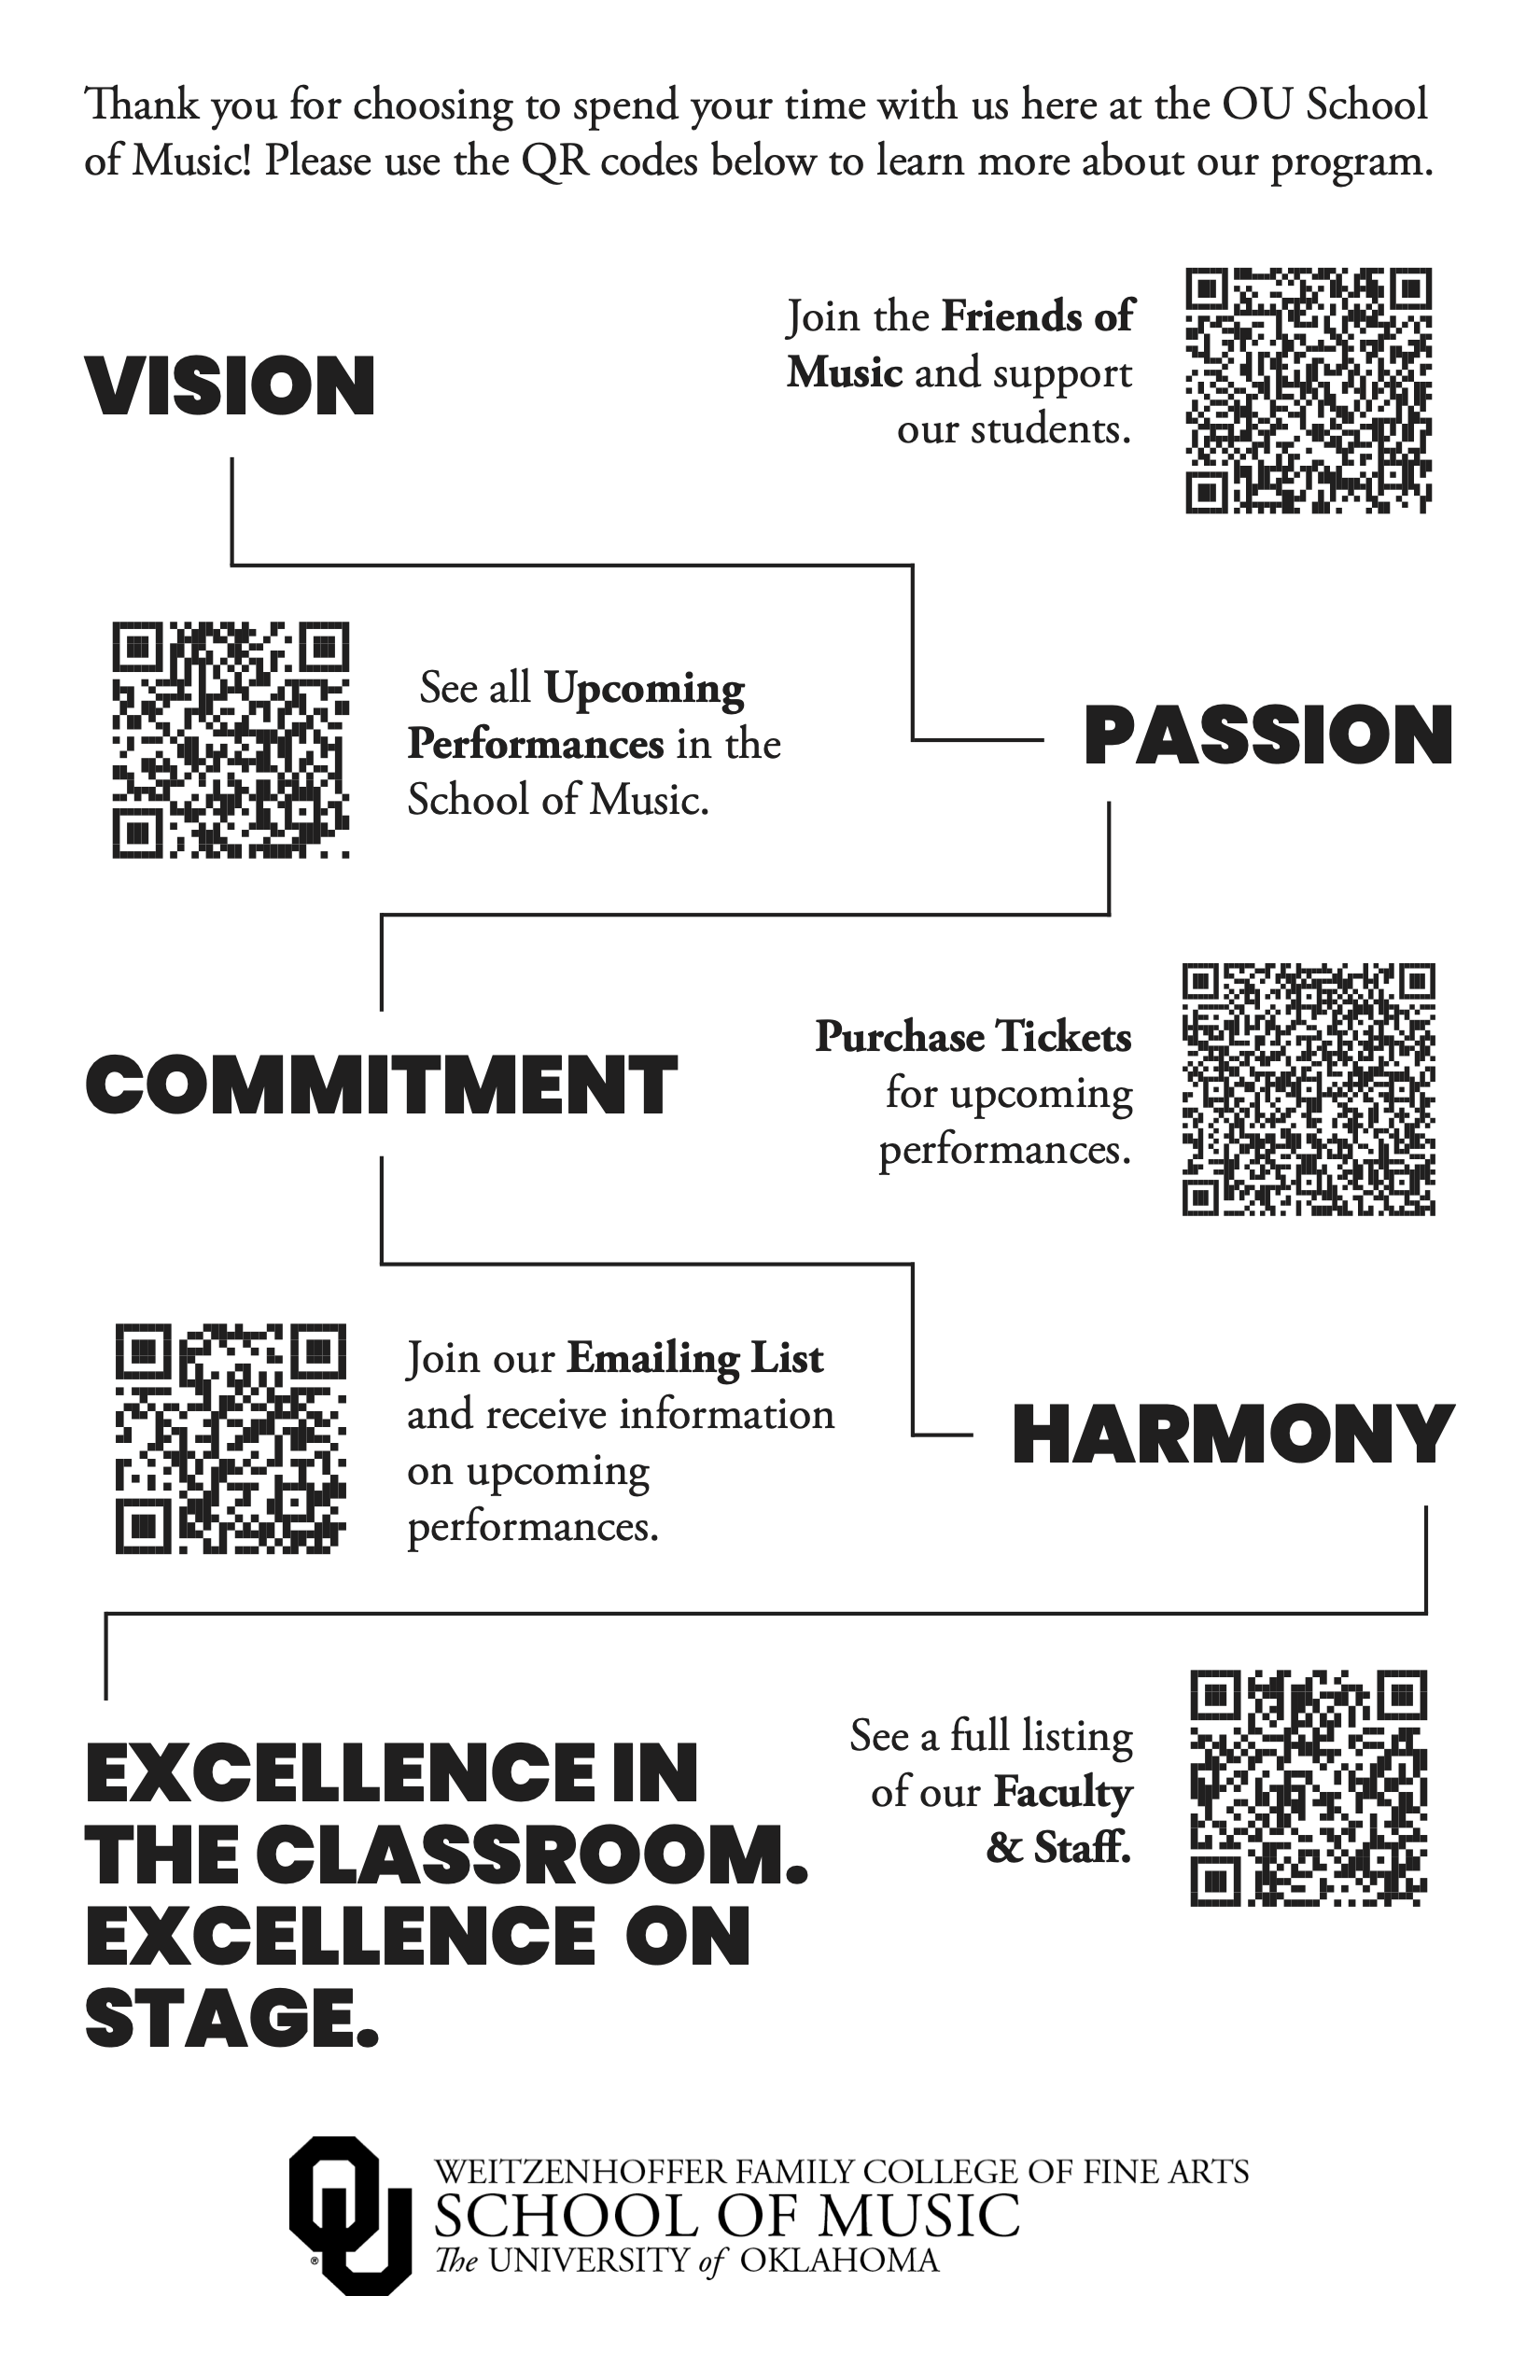 Thank you for choosing to spend your time with us here at the OU School
of Music! Please use the QR codes below to learn more about our program.
VISION
Join the Friends of
Music and support
our students.
See all Upcoming
Performances in the
School of Music.
PASSION
COMMITMENT
Purchase Tickets
for upcoming
performances.
Join our Emailing List
and receive information
on upcoming
performances.
HARMONY
EXCELLENCE IN
THE CLASSROOM.
EXCELLENCE ON
STAGE.
See a full listing
of our Faculty
& Staff.
OU ®
WEITZENHOFFER FAMILY COLLEGE OF FINE ARTS
SCHOOL OF MUSIC
The UNIVERSITY of OKLAHOMA